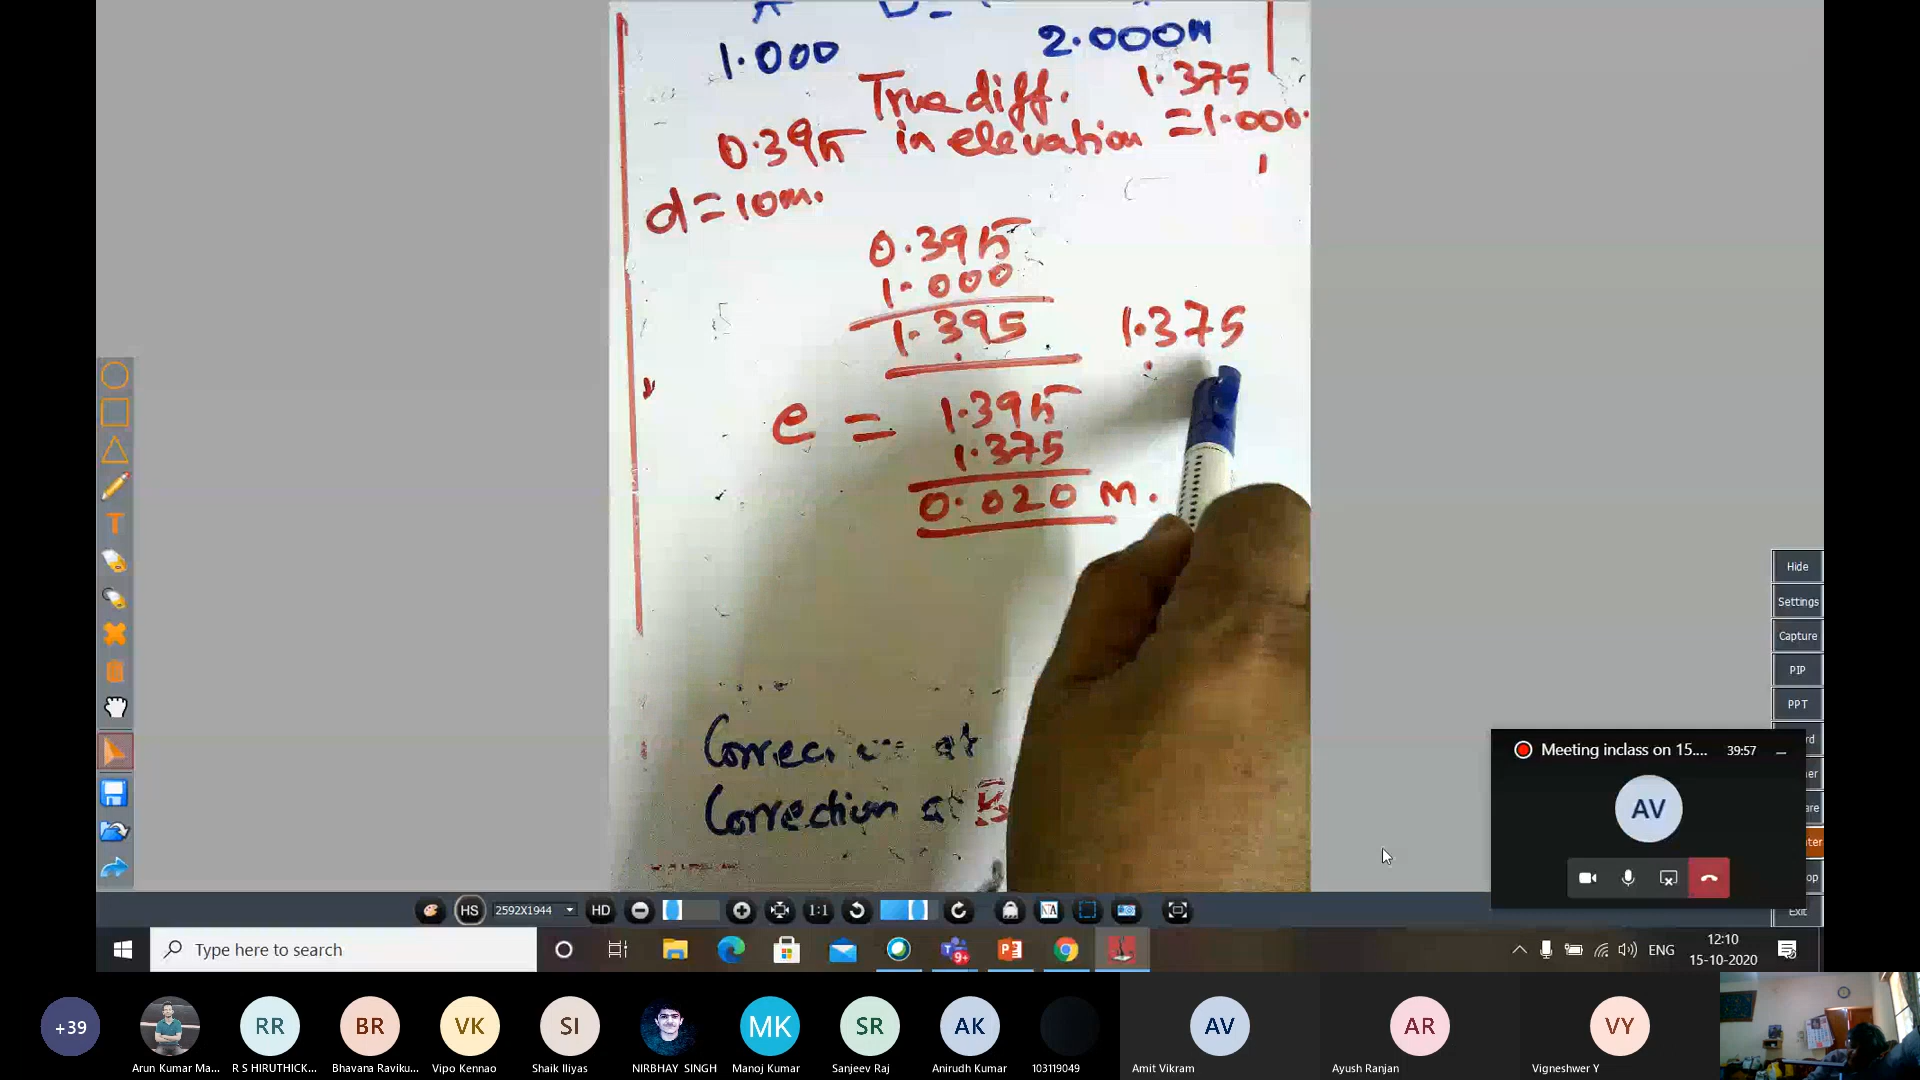 1.000
2.000m
True diff.
1.375
0.395
in elevation
=1.000.
d=10m.
0.395
1.000
1.395
1.375
e = 1.395
1.375
0.020 m.
Correction at
Hide
Settings
Capture
PIP
PPT
Exit
Meeting inclass on 15.... 39:57
AV
HS
2592X1944
HD
1:1
Type here to search
9+
ENG
12:10
15-10-2020
+39
RR
BR
VK
SI
MK
SR
AK
AV
AR
VY
Arun Kumar Ma...
R S HIRUTHICK...
Bhavana Raviku...
Vipo Kennao
Shaik Iliyas
NIRBHAY SINGH
Manoj Kumar
Sanjeev Raj
Anirudh Kumar
103119049
Amit Vikram
Ayush Ranjan
Vigneshwer Y